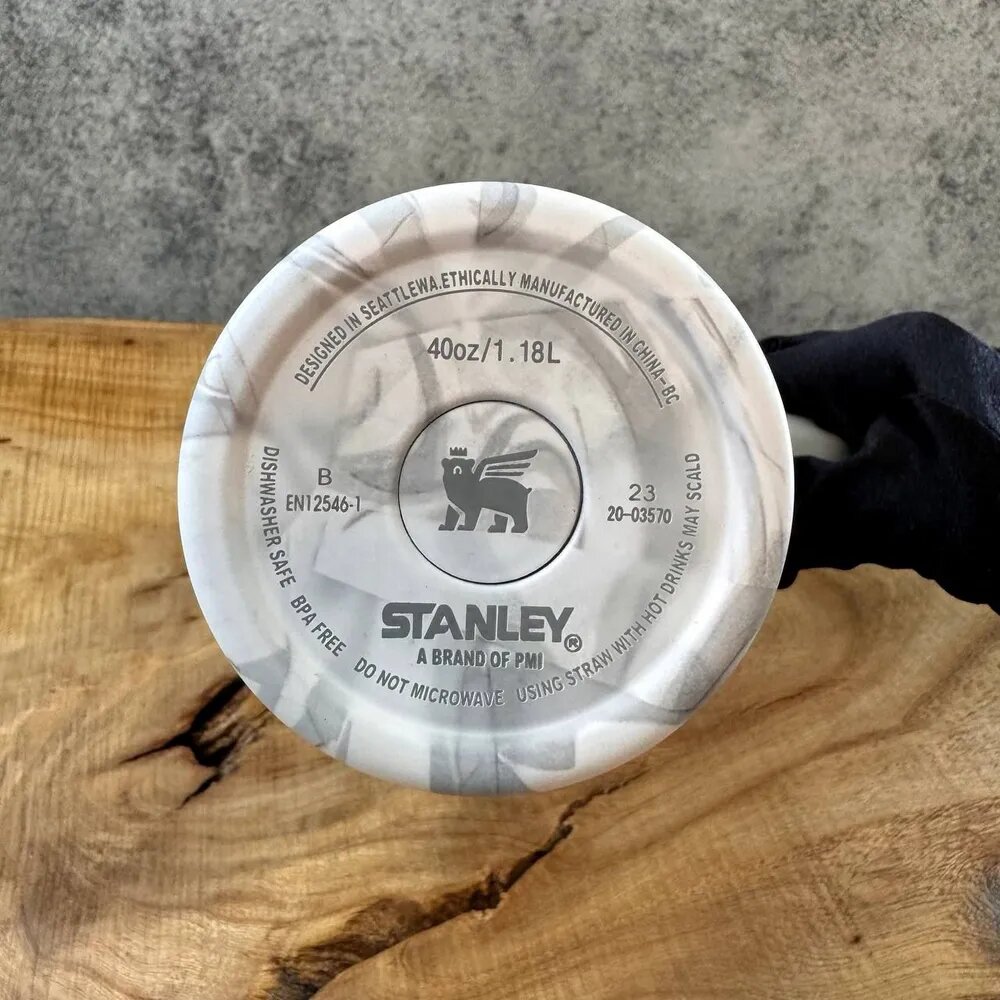 DESIGNED IN SEATTLEWA.ETHICALLY MANUFACTURED IN CHINA-BC
40oz/1.18L
B
EN12546-1
23
20-03570
STANLEY®
A BRAND OF PMI
DISHWASHER SAFE BPA FREE DO NOT MICROWAVE USING STRAW WITH HOT DRINKS MAY SCALD